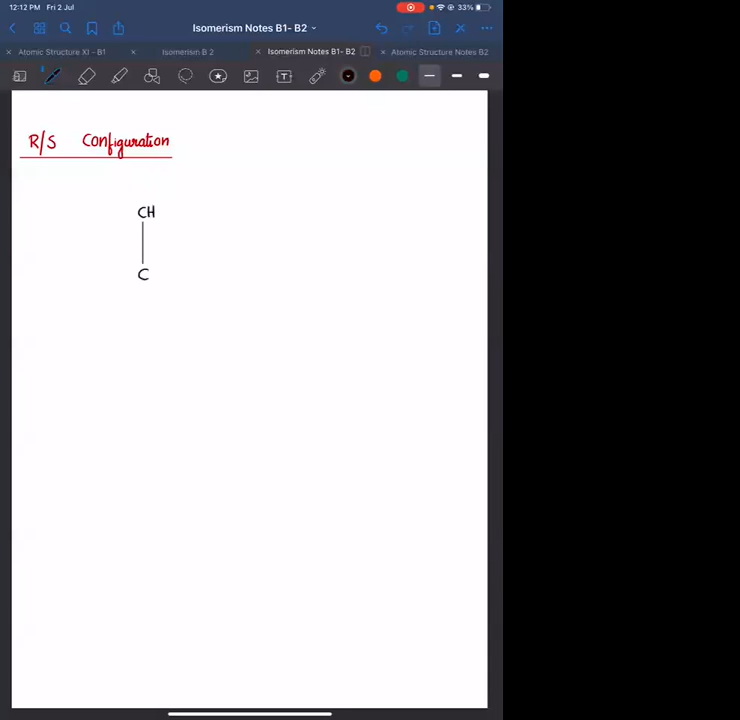 12:12 PM Fri 2 Jul
33%
Isomerism Notes B1- B2
Atomic Structure XI - B1
Isomerism B 2
Isomerism Notes B1- B2
Atomic Structure Notes B2
T
R/S Configuration
CH
C